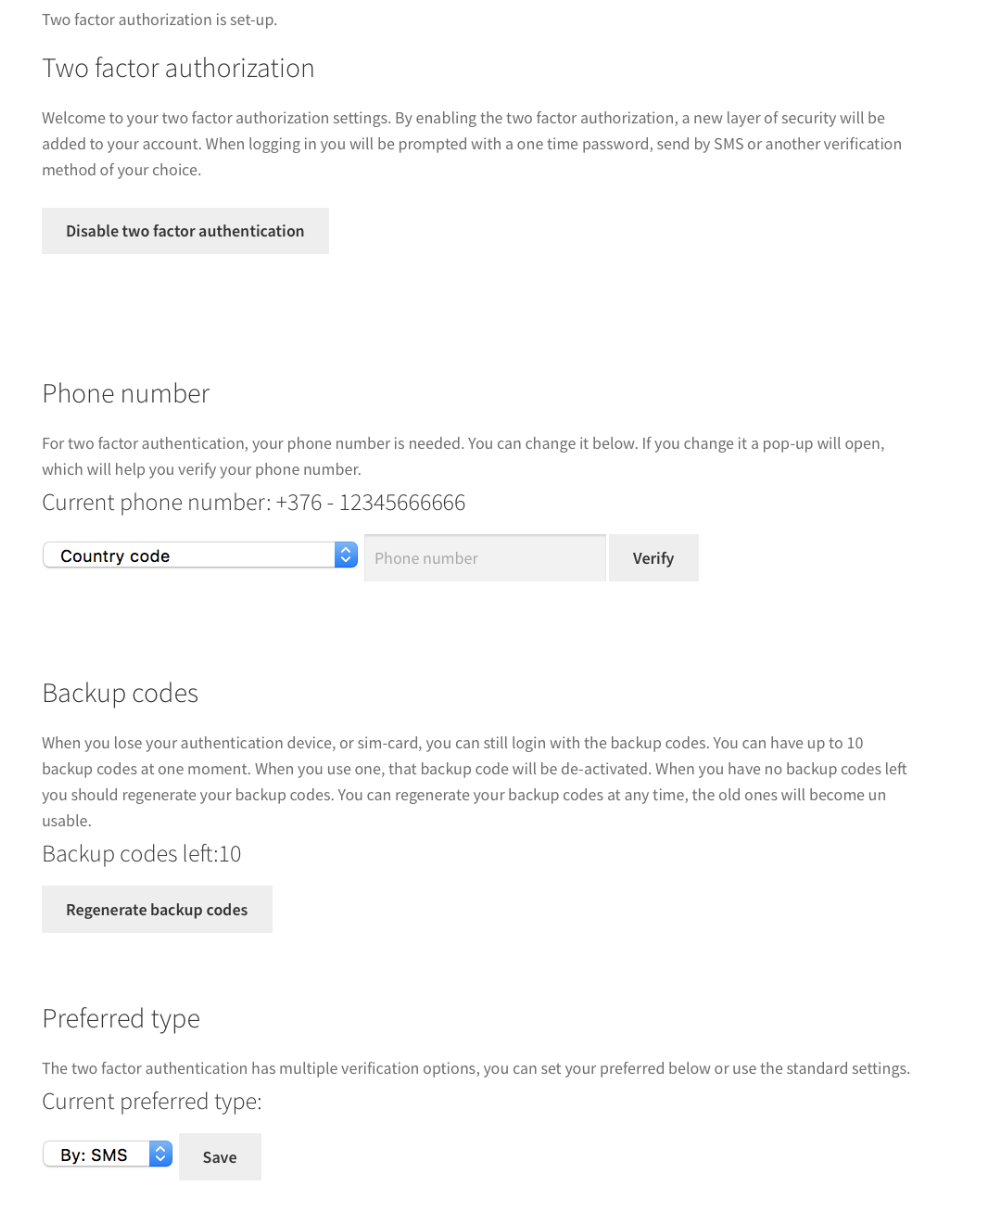 Two factor authorization is set-up.
Two factor authorization
Welcome to your two factor authorization settings. By enabling the two factor authorization, a new layer of security will be
added to your account. When logging in you will be prompted with a one time password, send by SMS or another verification
method of your choice.
Disable two factor authentication
Phone number
For two factor authentication, your phone number is needed. You can change it below. If you change it a pop-up will open,
which will help you verify your phone number.
Current phone number: +376 - 12345666666
Country code Phone number Verify
Backup codes
When you lose your authentication device, or sim-card, you can still login with the backup codes. You can have up to 10
backup codes at one moment. When you use one, that backup code will be de-activated. When you have no backup codes left
you should regenerate your backup codes. You can regenerate your backup codes at any time, the old ones will become un
usable.
Backup codes left:10
Regenerate backup codes
Preferred type
The two factor authentication has multiple verification options, you can set your preferred below or use the standard settings.
Current preferred type:
By: SMS Save